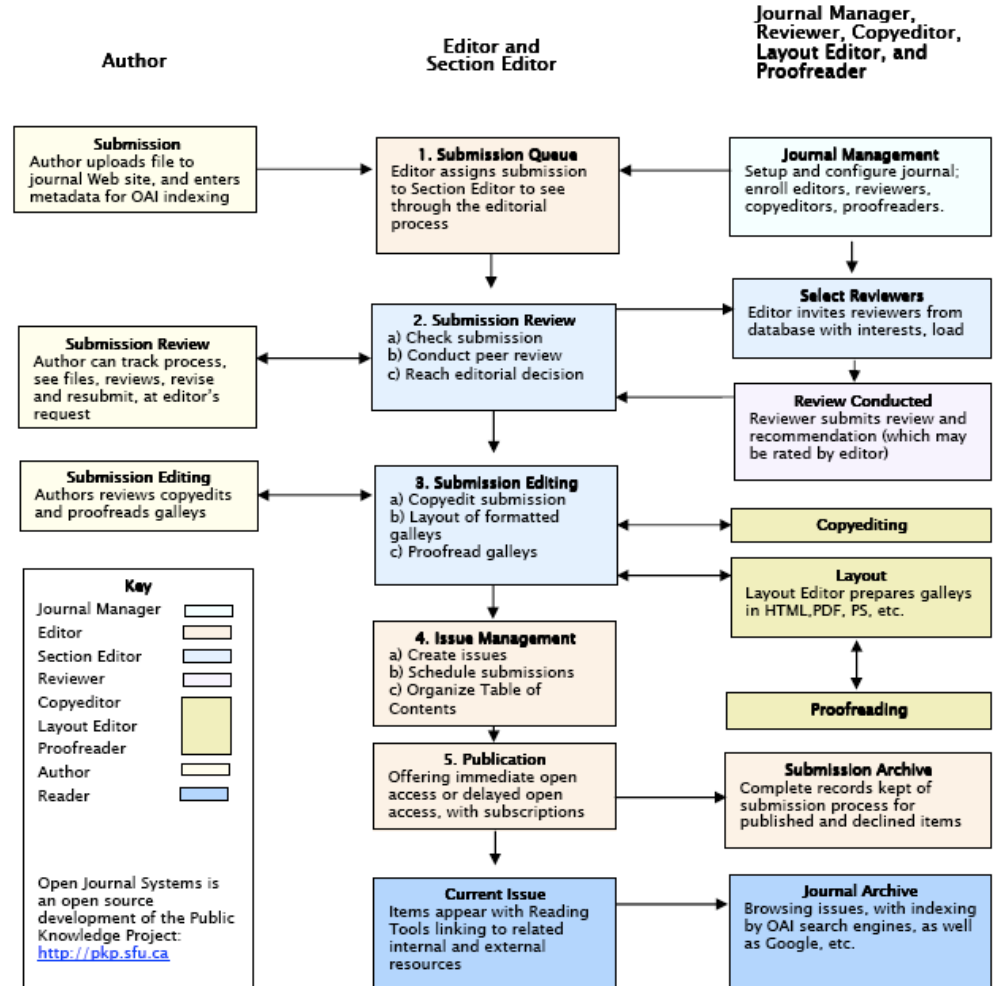 Author
Editor and
Section Editor
Journal Manager,
Reviewer, Copyeditor,
Layout Editor, and
Proofreader
Submission
Author uploads file to
journal Web site, and enters
metadata for OAI indexing
1. Submission Queue
Editor assigns submission
to Section Editor to see
through the editorial
process
Journal Management
Setup and configure journal;
enroll editors, reviewers,
copyeditors, proofreaders.
Submission Review
Author can track process,
see files, reviews, revise
and resubmit, at editor's
request
2. Submission Review
a) Check submission
b) Conduct peer review
c) Reach editorial decision
Select Reviewers
Editor invites reviewers from
database with interests, load
Review Conducted
Reviewer submits review and
recommendation (which may
be rated by editor)
Submission Editing
Authors reviews copyedits
and proofreads galleys
3. Submission Editing
a) Copyedit submission
b) Layout of formatted
galleys
c) Proofread galleys
Copyediting
Layout
Layout Editor prepares galleys
in HTML,PDF, PS, etc.
Proofreading
Key
Journal Manager
Editor
Section Editor
Reviewer
Copyeditor
Layout Editor
Proofreader
Author
Reader
Open Journal Systems is
an open source
development of the Public
Knowledge Project:
http://pkp.sfu.ca
4. Issue Management
a) Create issues
b) Schedule submissions
c) Organize Table of
Contents
5. Publication
Offering immediate open
access or delayed open
access, with subscriptions
Submission Archive
Complete records kept of
submission process for
published and declined items
Current Issue
Items appear with Reading
Tools linking to related
internal and external
resources
Journal Archive
Browsing issues, with indexing
by OAI search engines, as well
as Google, etc.